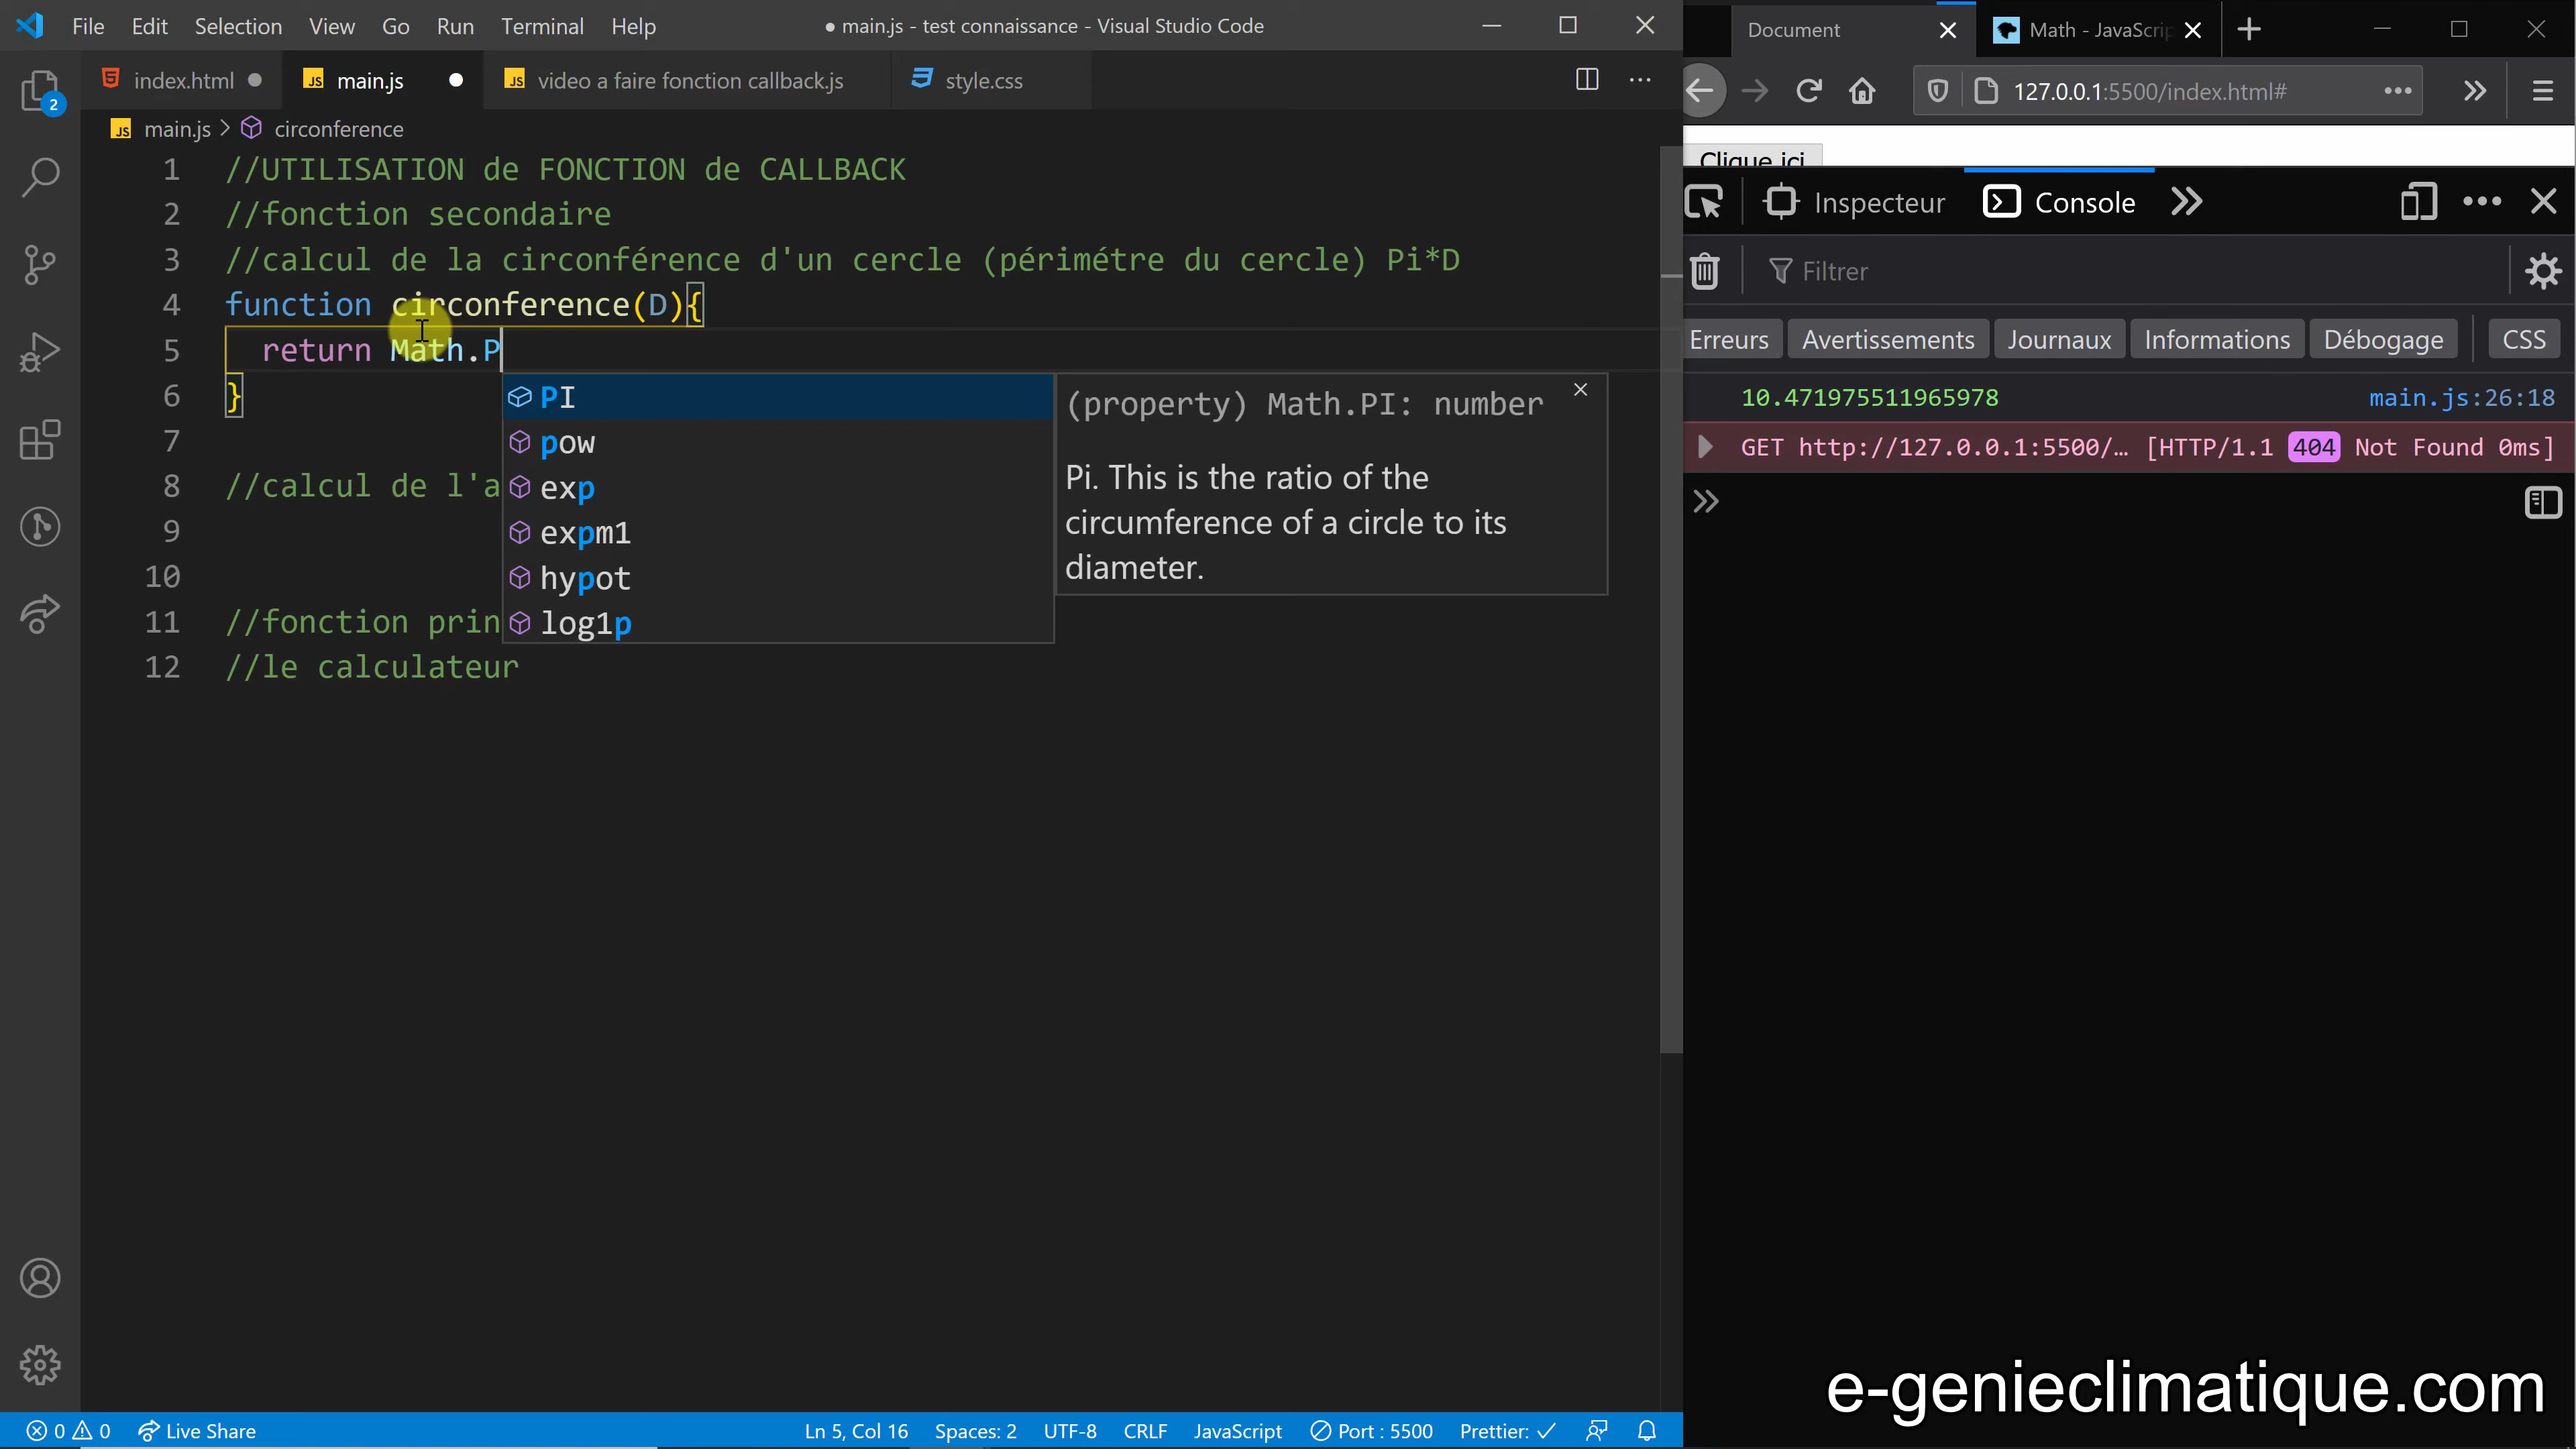 File Edit Selection View Go Run Terminal Help
● main.js - test connaissance - Visual Studio Code
index.html
JS main.js
JS video a faire fonction callback.js
style.css
JS main.js > circonference
1 //UTILISATION de FONCTION de CALLBACK
2 //fonction secondaire
3 //calcul de la circonférence d'un cercle (périmétre du cercle) Pi*D
4 function circonference(D){
5 return Math.P
6 }
7
8 //calcul de l'a
9
10
11 //fonction prin
12 //le calculateur
PI
pow
exp
expm1
hypot
log1p
(property) Math.PI: number
Pi. This is the ratio of the
circumference of a circle to its
diameter.
2
0 0 Live Share
Ln 5, Col 16 Spaces: 2 UTF-8 CRLF JavaScript Port : 5500 Prettier: ✓
Document
Math - JavaScrip
127.0.0.1:5500/index.html#
Clique ici
Inspecteur Console
Filtrer
Erreurs Avertissements Journaux Informations Débogage CSS
10.471975511965978 main.js:26:18
GET http://127.0.0.1:5500/… [HTTP/1.1 404 Not Found 0ms]
e-genieclimatique.com